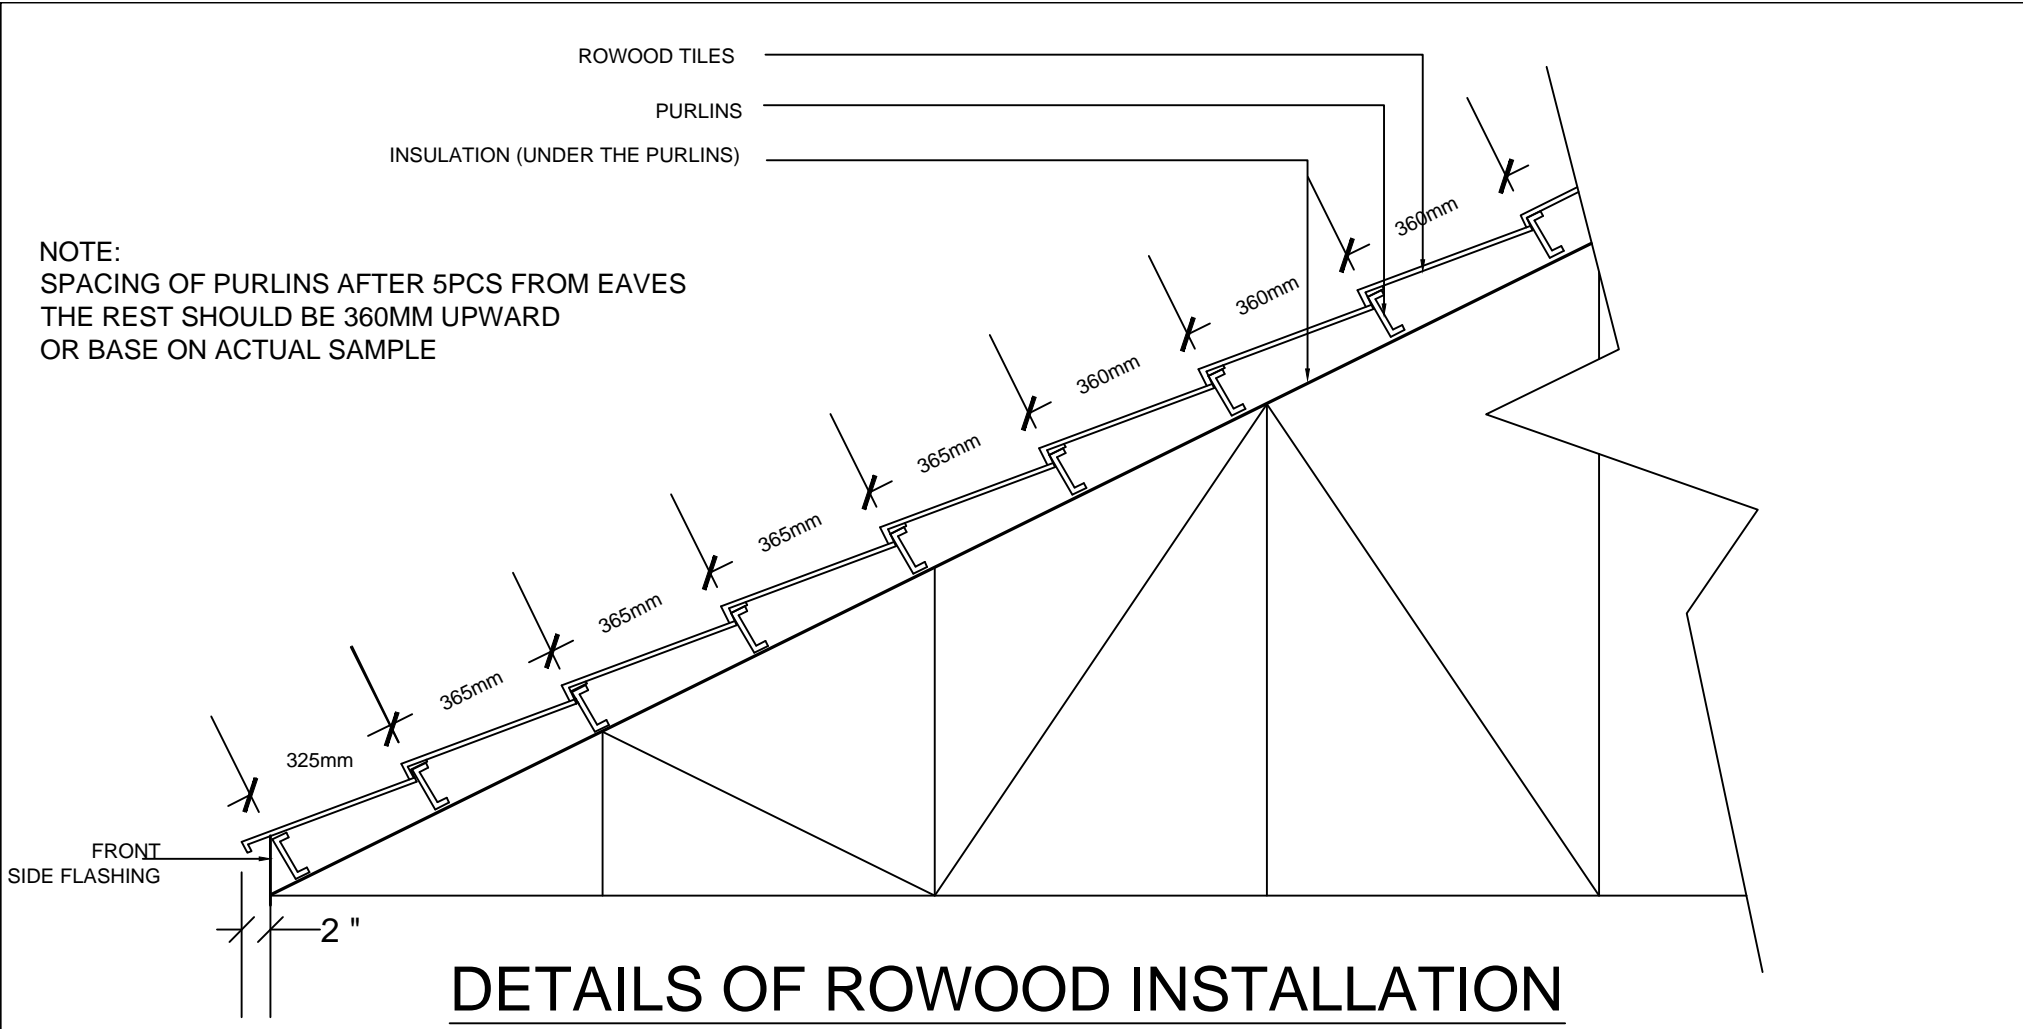 ROWOOD TILES
PURLINS
INSULATION (UNDER THE PURLINS)
NOTE:
SPACING OF PURLINS AFTER 5PCS FROM EAVES
THE REST SHOULD BE 360MM UPWARD
OR BASE ON ACTUAL SAMPLE
360mm
360mm
360mm
365mm
365mm
365mm
365mm
325mm
FRONT
SIDE FLASHING
2 "
DETAILS OF ROWOOD INSTALLATION